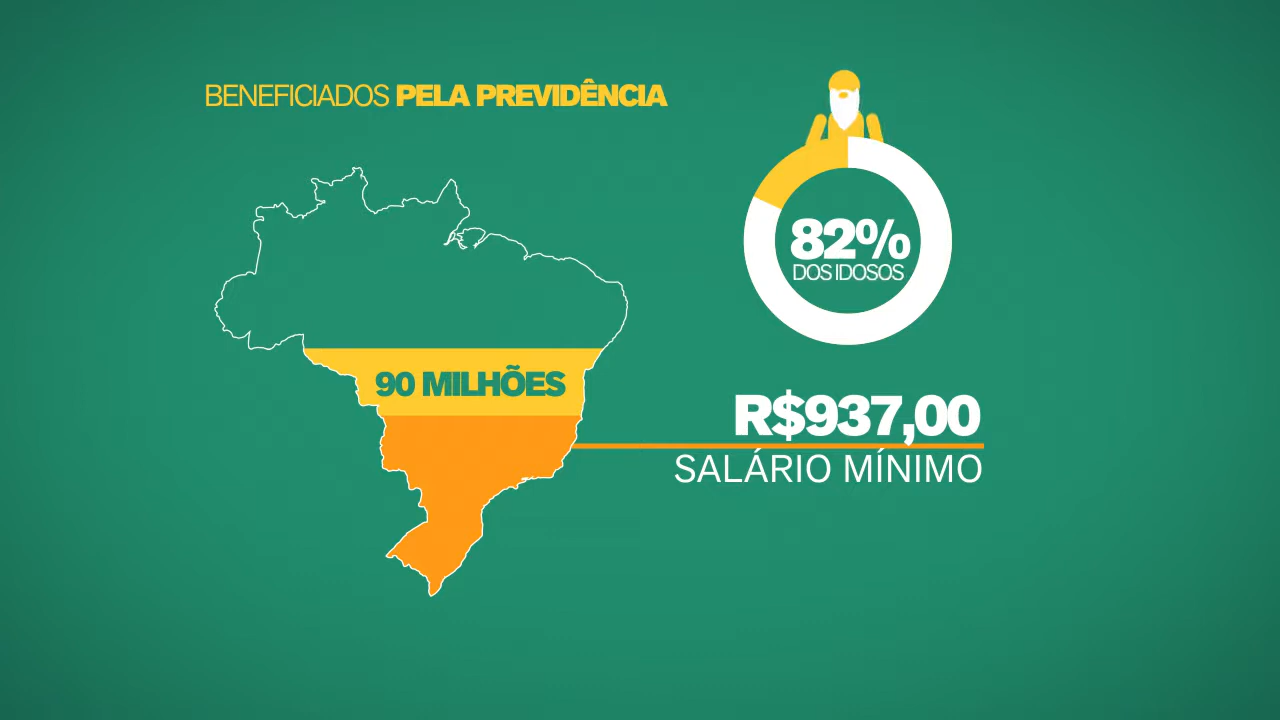 BENEFICIADOS PELA PREVIDÊNCIA
82%
DOS IDOSOS
90 MILHÕES
R$937,00
SALÁRIO MÍNIMO